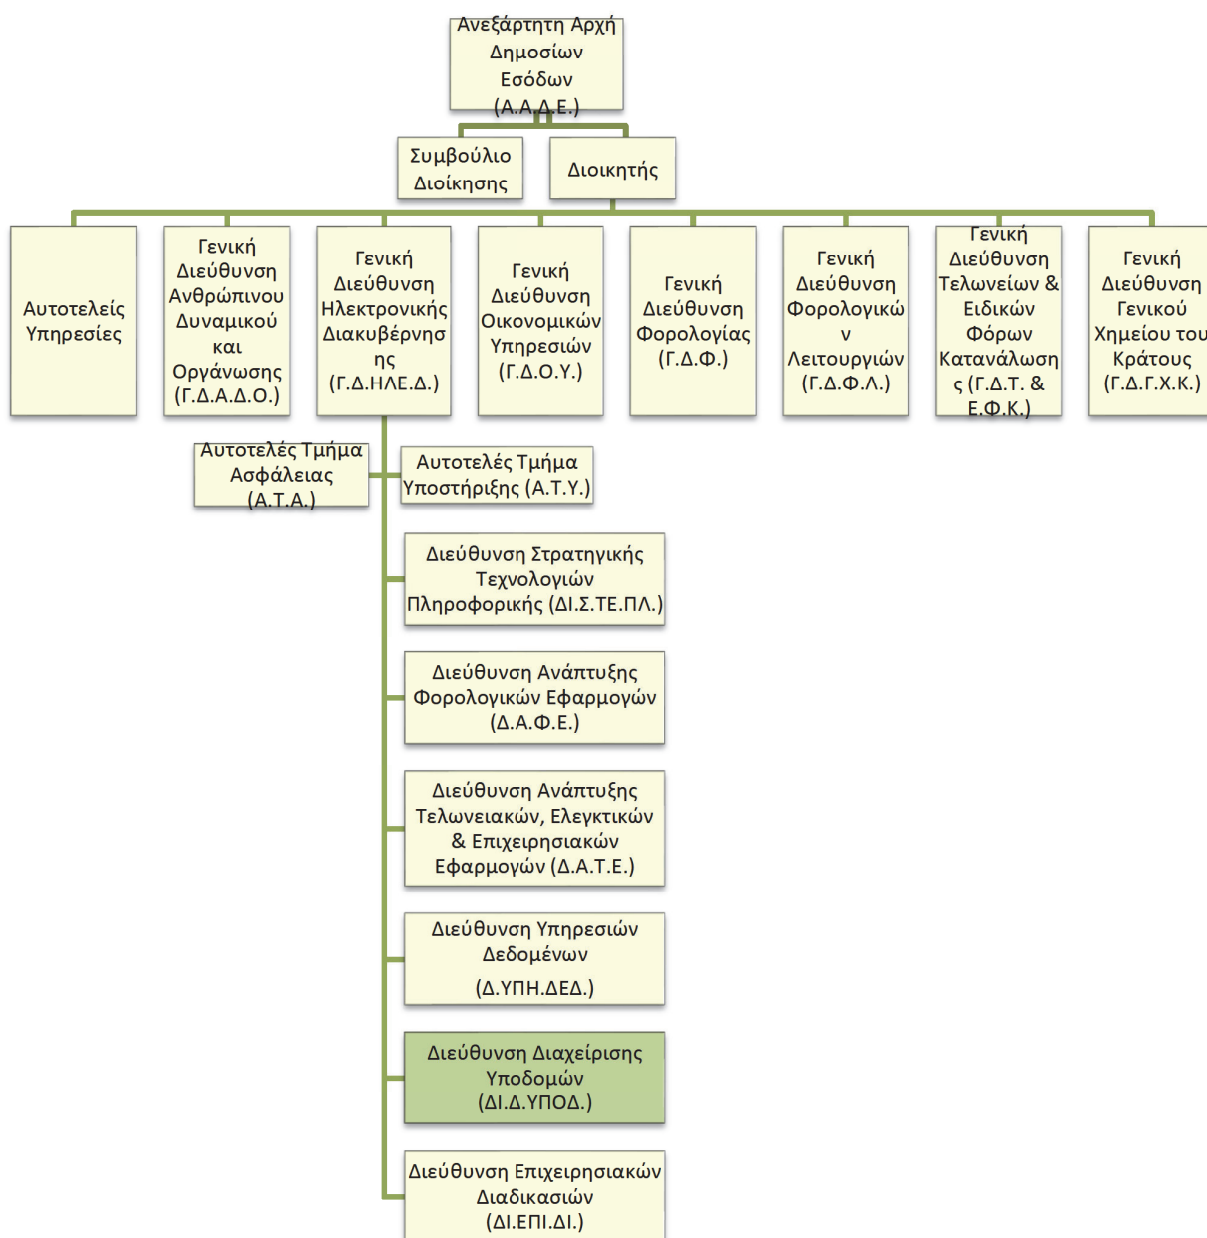 Ανεξάρτητη Αρχή
Δημοσίων
Εσόδων
(Α.Α.Δ.Ε.)
Συμβούλιο
Διοίκησης
Διοικητής
Αυτοτελείς
Υπηρεσίες
Γενική
Διεύθυνση
Ανθρώπινου
Δυναμικού
και
Οργάνωσης
(Γ.Δ.Α.Δ.Ο.)
Γενική
Διεύθυνση
Ηλεκτρονικής
Διακυβέρνησ
ης
(Γ.Δ.ΗΛΕ.Δ.)
Γενική
Διεύθυνση
Οικονομικών
Υπηρεσιών
(Γ.Δ.Ο.Υ.)
Γενική
Διεύθυνση
Φορολογίας
(Γ.Δ.Φ.)
Γενική
Διεύθυνση
Φορολογικώ
ν
Λειτουργιών
(Γ.Δ.Φ.Λ.)
Γενική
Διεύθυνση
Τελωνείων &
Ειδικών
Φόρων
Κατανάλωση
ς (Γ.Δ.Τ. &
Ε.Φ.Κ.)
Γενική
Διεύθυνση
Γενικού
Χημείου του
Κράτους
(Γ.Δ.Γ.Χ.Κ.)
Αυτοτελές Τμήμα
Ασφάλειας
(Α.Τ.Α.)
Αυτοτελές Τμήμα
Υποστήριξης (Α.Τ.Υ.)
Διεύθυνση Στρατηγικής
Τεχνολογιών
Πληροφορικής (ΔΙ.Σ.ΤΕ.ΠΛ.)
Διεύθυνση Ανάπτυξης
Φορολογικών Εφαρμογών
(Δ.Α.Φ.Ε.)
Διεύθυνση Ανάπτυξης
Τελωνειακών, Ελεγκτικών
& Επιχειρησιακών
Εφαρμογών (Δ.Α.Τ.Ε.)
Διεύθυνση Υπηρεσιών
Δεδομένων
(Δ.ΥΠΗ.ΔΕΔ.)
Διεύθυνση Διαχείρισης
Υποδομών
(ΔΙ.Δ.ΥΠΟΔ.)
Διεύθυνση Επιχειρησιακών
Διαδικασιών
(ΔΙ.ΕΠΙ.ΔΙ.)